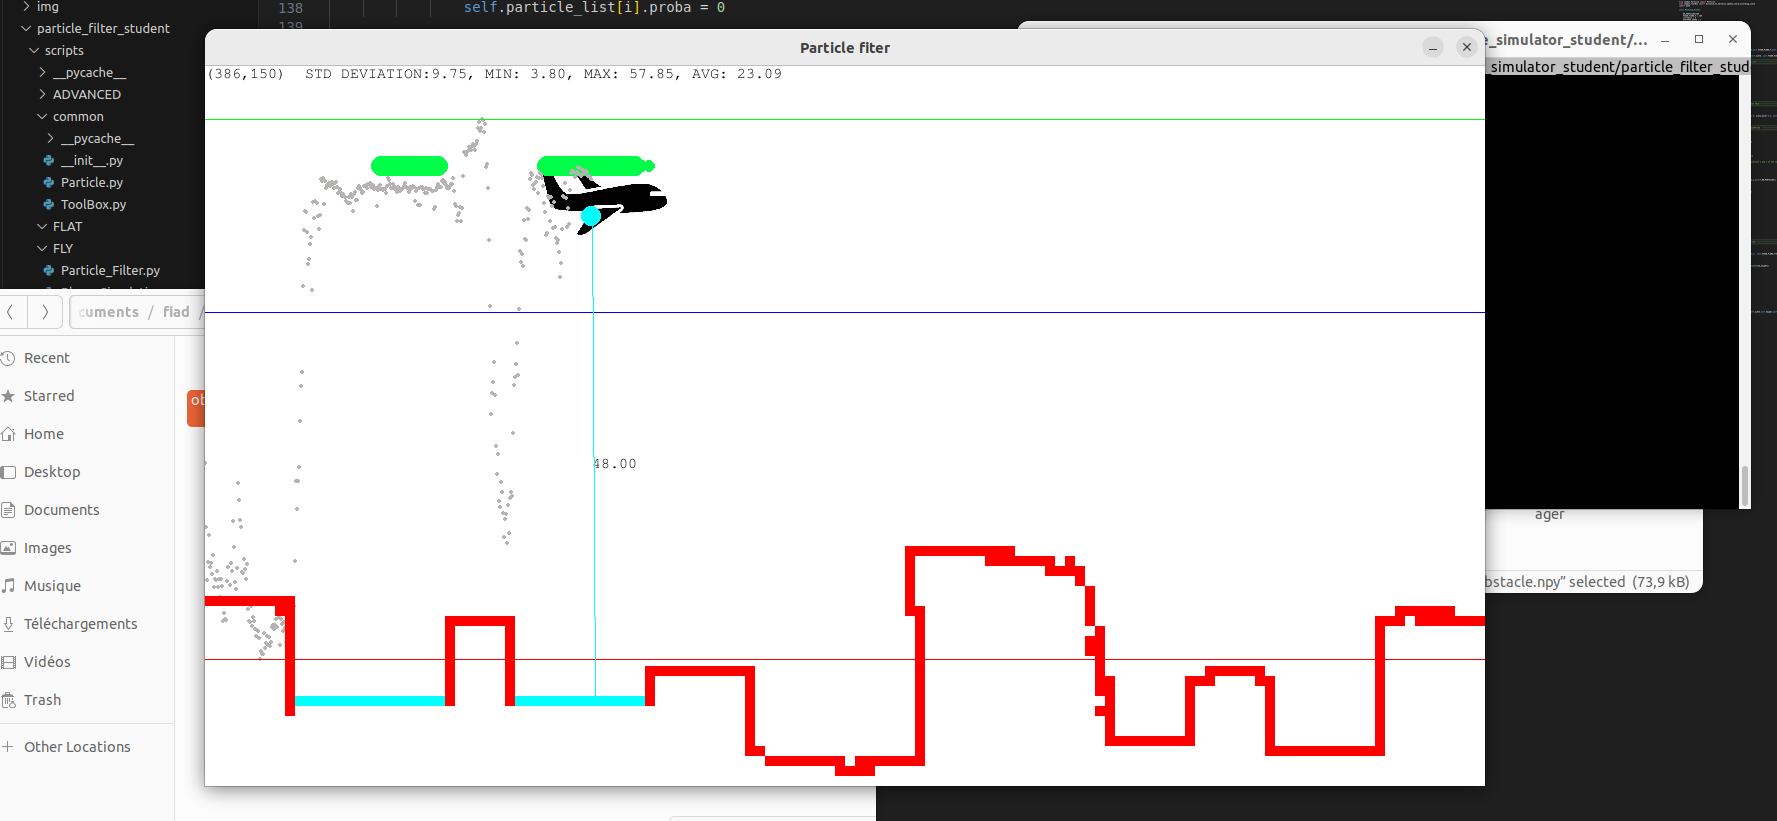 img
particle_filter_student
scripts
__pycache__
ADVANCED
common
__pycache__
__init__.py
Particle.py
ToolBox.py
FLAT
FLY
Particle_Filter.py
138 self.particle_list[i].proba = 0
139
Particle fiter
(386,150) STD DEVIATION:9.75, MIN: 3.80, MAX: 57.85, AVG: 23.09
48.00
e_simulator_student/...
_simulator_student/particle_filter_stud
cuments / fiad /
Recent
Starred
Home
Desktop
Documents
Images
Musique
Téléchargements
Vidéos
Trash
Other Locations
ob
ager
bstacle.npy” selected (73,9 kB)